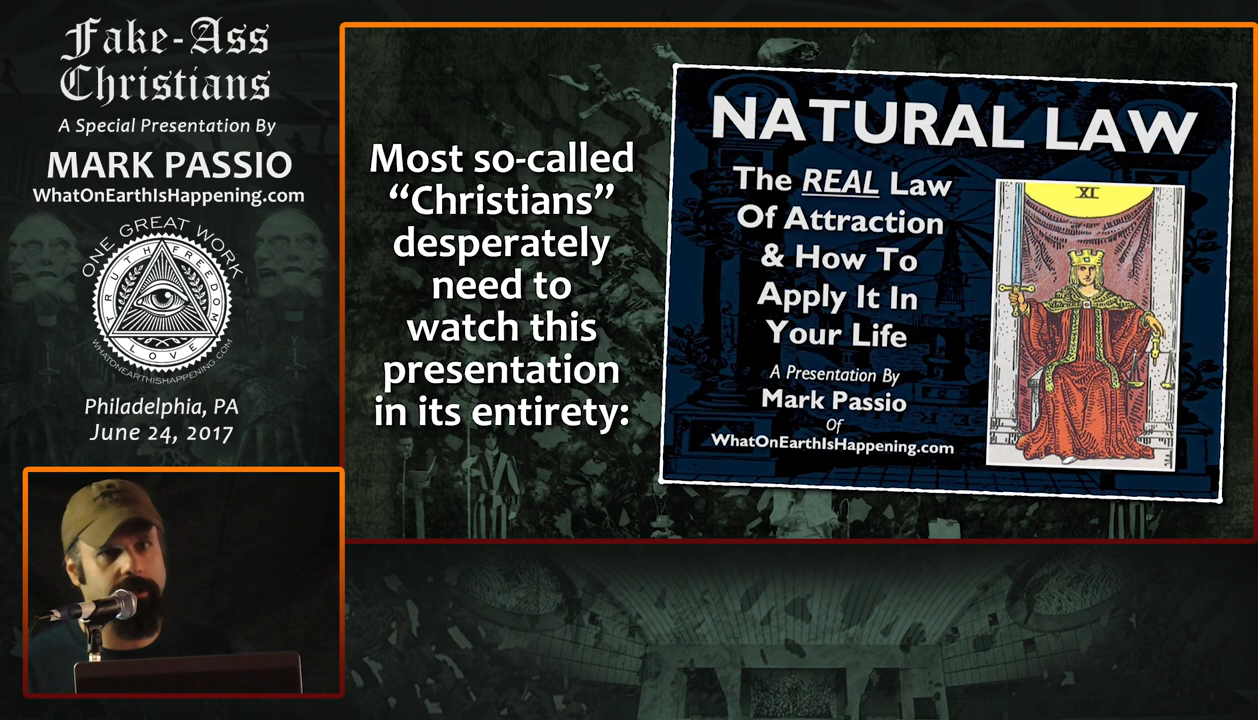 Fake-Ass
Christians
A Special Presentation By
MARK PASSIO
WhatOnEarthIsHappening.com
ONE GREAT WORK
TRUTH FREEDOM
LOVE
WHATONEARTHISHAPPENING.COM
Philadelphia, PA
June 24, 2017
Most so-called
“Christians”
desperately
need to
watch this
presentation
in its entirety:
NATURAL LAW
The REAL Law
Of Attraction
& How To
Apply It In
Your Life
A Presentation By
Mark Passio
Of
WhatOnEarthIsHappening.com
XI